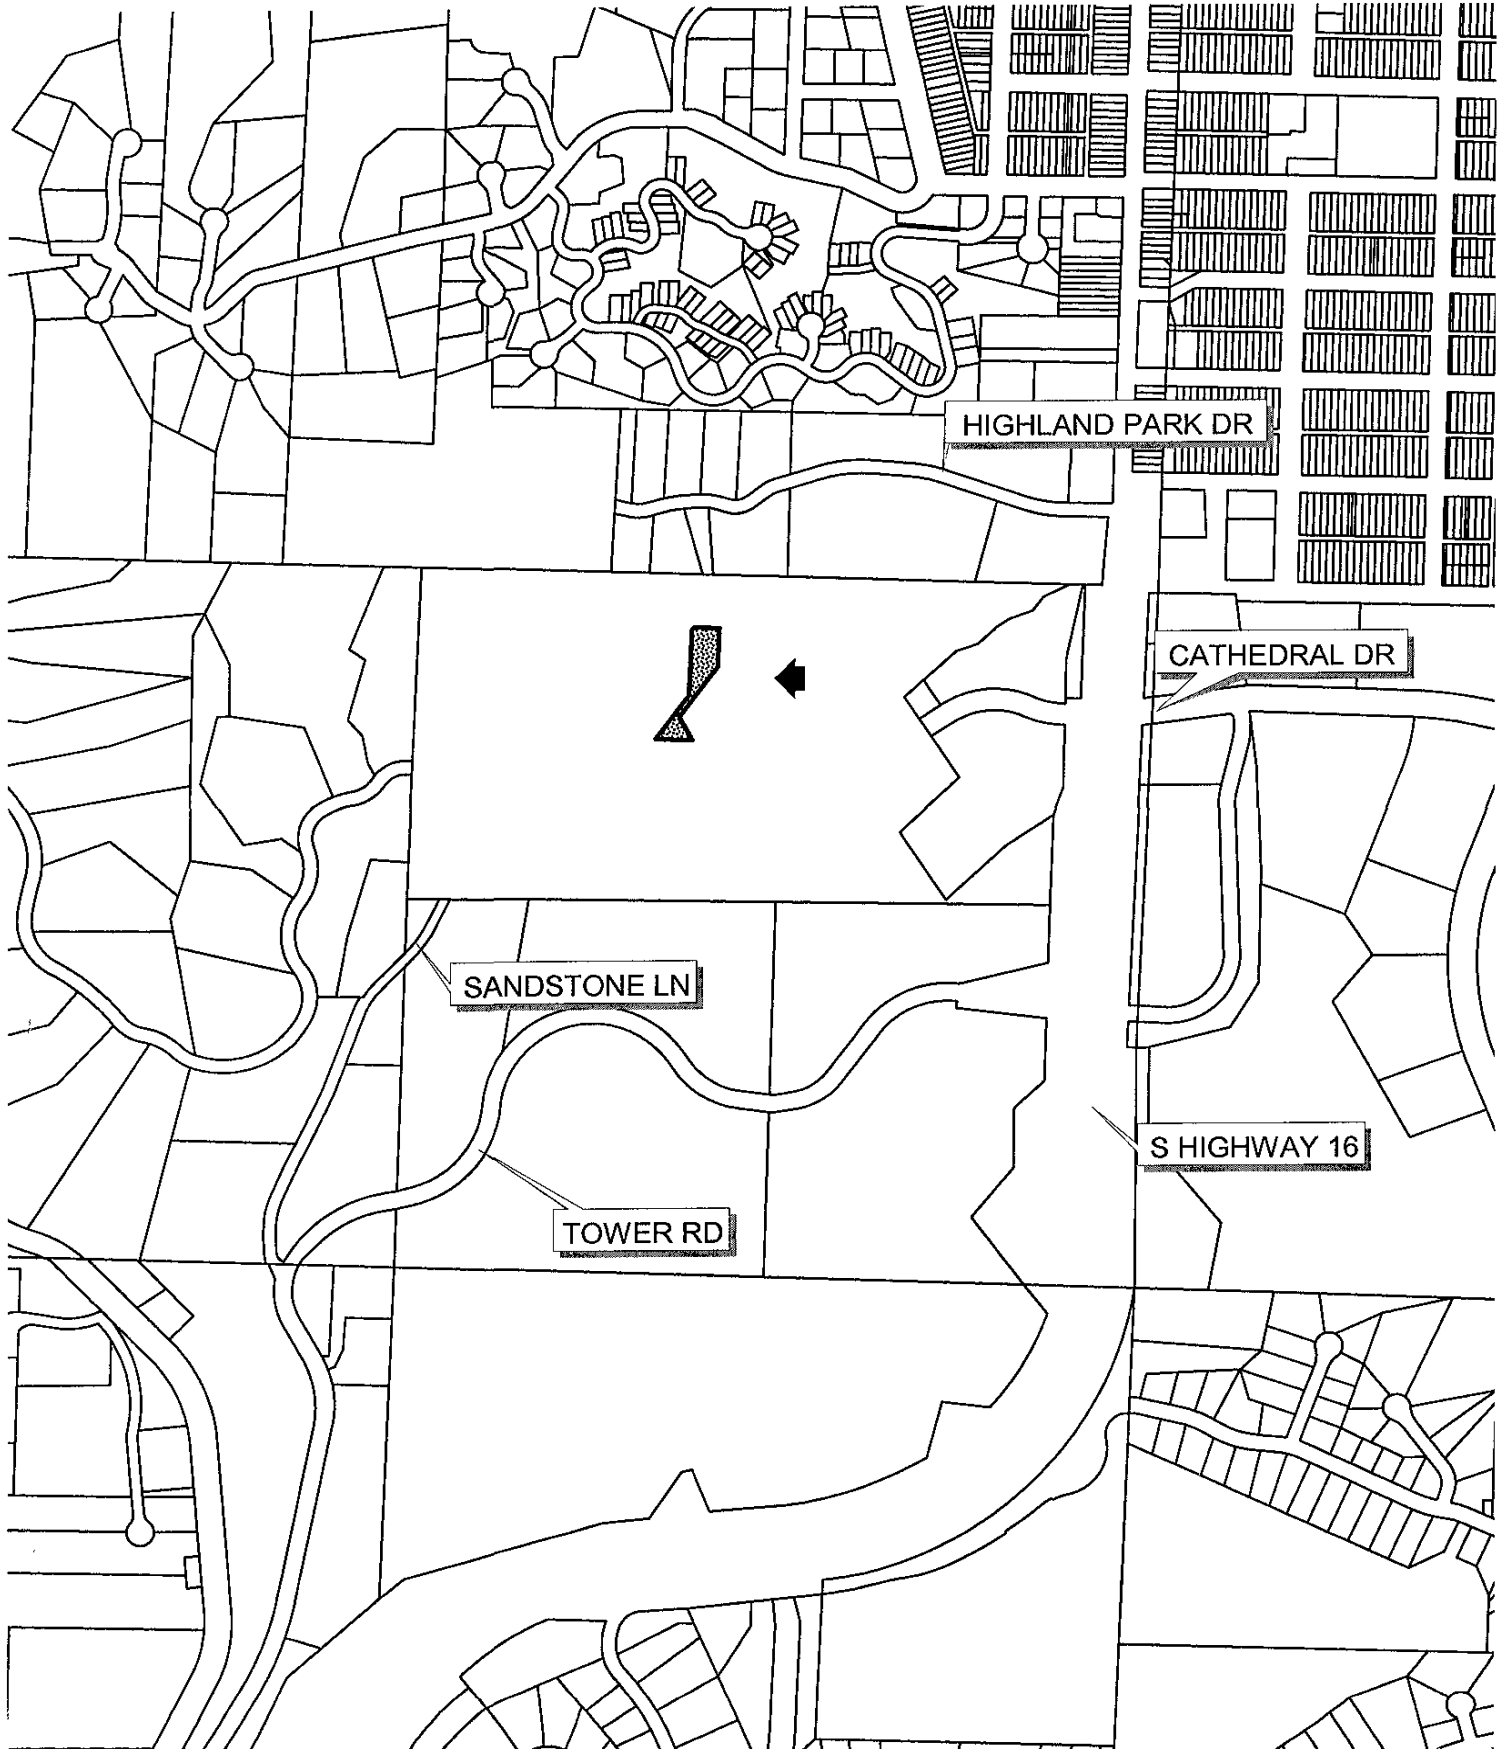 HIGHLAND PARK DR
CATHEDRAL DR
SANDSTONE LN
S HIGHWAY 16
TOWER RD